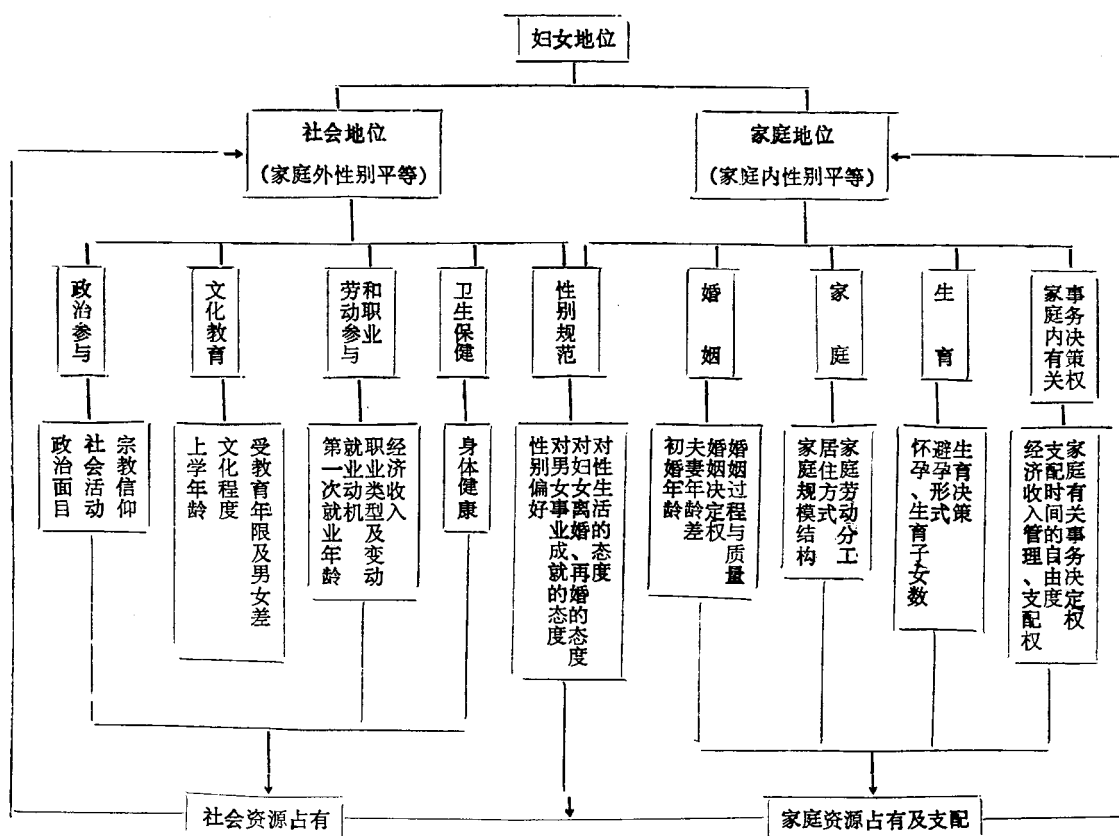 妇女地位
社会地位
(家庭外性别平等)
家庭地位
(家庭内性别平等)
政治参与
文化教育
劳动参与
和职业
卫生保健
性别规范
婚姻
家庭
生育
家庭内有关
事务决策权
政治面目
社会活动
宗教信仰
上学年龄
文化程度
受教育年限及男女差
第一次就业年龄
就业动机
职业类型及变动
经济收入
身体健康
性别偏好
对男女事业成就的态度
对妇女离婚、再婚的态度
对性生活的态度
初婚年龄
夫妻年龄差
婚姻决定权
婚姻过程与质量
家庭规模结构
居住方式
家庭劳动分工
怀孕、生育子女数
避孕形式
生育决策
经济收入管理、支配权
支配时间的自由度
家庭有关事务决定权
社会资源占有
家庭资源占有及支配